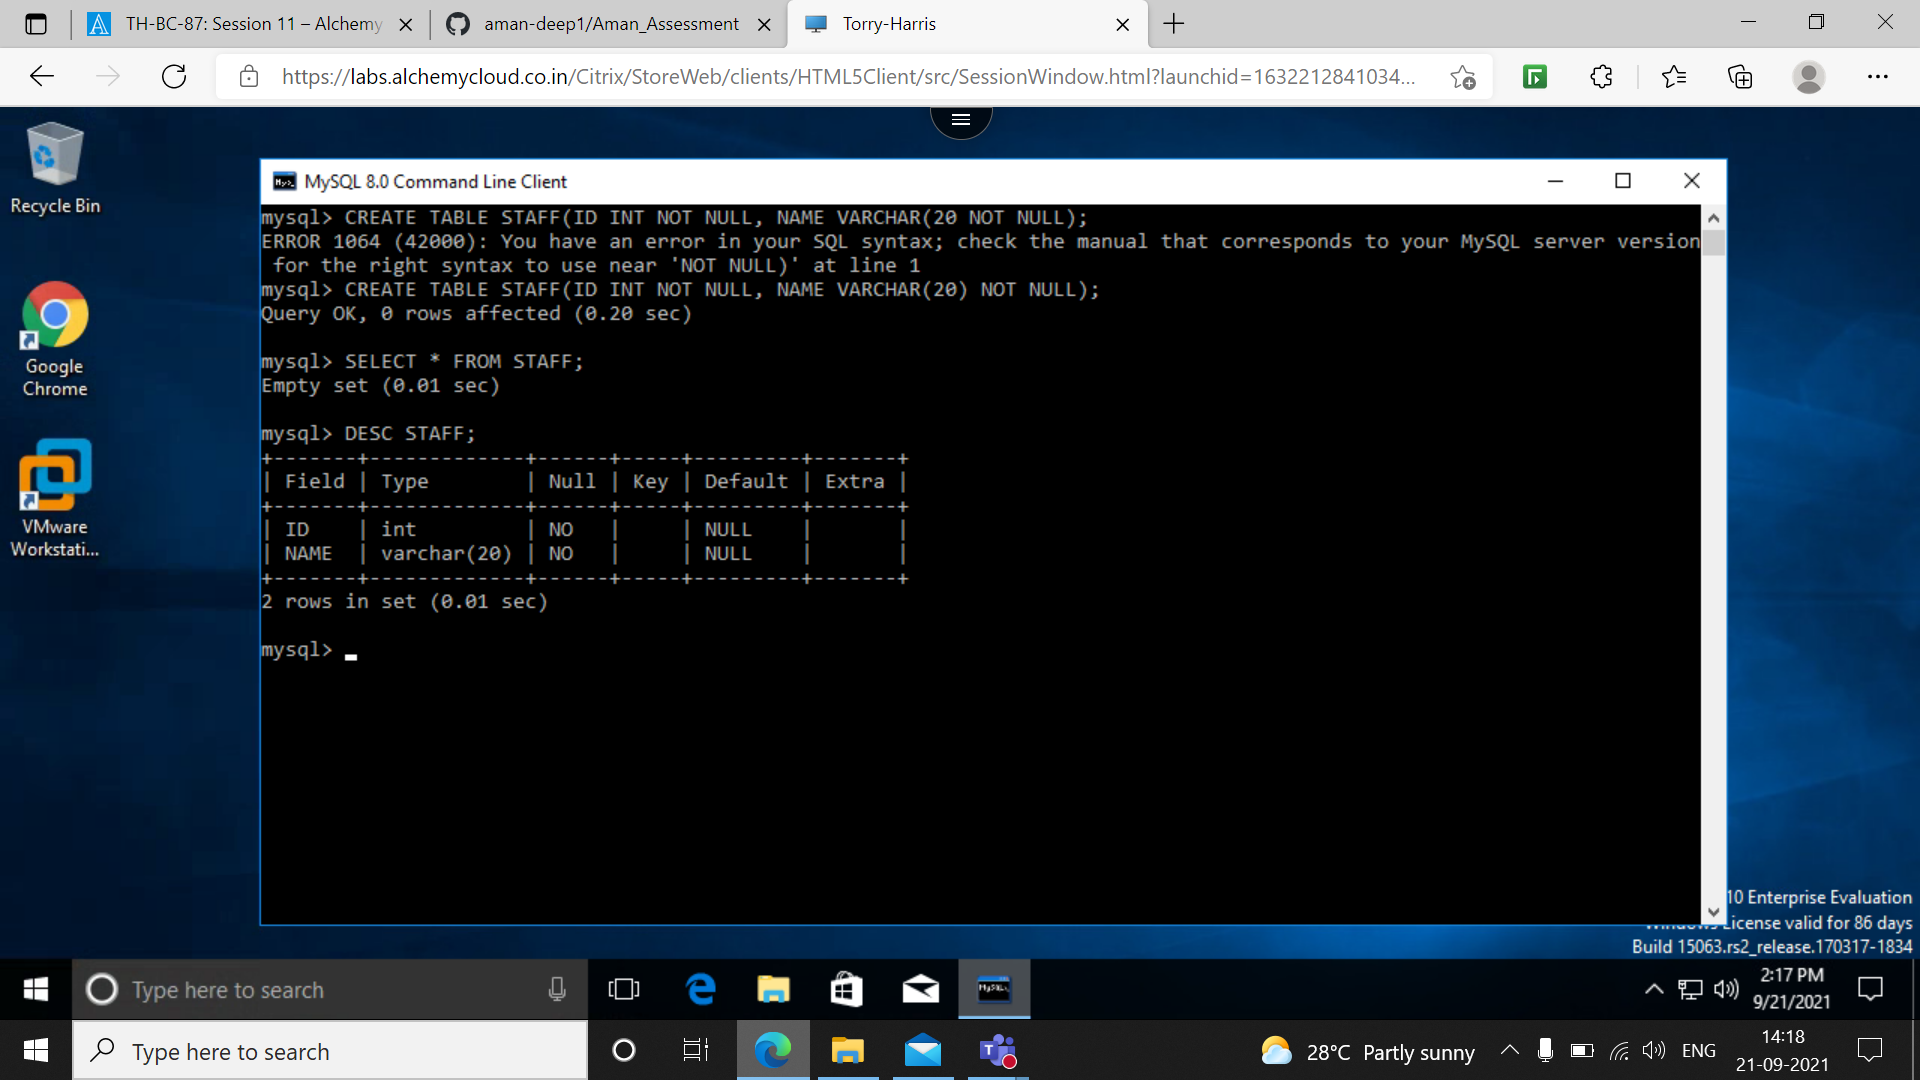 TH-BC-87: Session 11 – Alchemy
aman-deep1/Aman_Assessment
Torry-Harris
https://labs.alchemycloud.co.in/Citrix/StoreWeb/clients/HTML5Client/src/SessionWindow.html?launchid=1632212841034...
Recycle Bin
Google
Chrome
VMware
Workstati...
MySQL 8.0 Command Line Client
mysql> CREATE TABLE STAFF(ID INT NOT NULL, NAME VARCHAR(20 NOT NULL);
ERROR 1064 (42000): You have an error in your SQL syntax; check the manual that corresponds to your MySQL server version
for the right syntax to use near 'NOT NULL)' at line 1
mysql> CREATE TABLE STAFF(ID INT NOT NULL, NAME VARCHAR(20) NOT NULL);
Query OK, 0 rows affected (0.20 sec)
mysql> SELECT * FROM STAFF;
Empty set (0.01 sec)
mysql> DESC STAFF;
+-------+-------------+------+-----+---------+-------+
| Field | Type        | Null | Key | Default | Extra |
+-------+-------------+------+-----+---------+-------+
| ID    | int         | NO   |     | NULL    |       |
| NAME  | varchar(20) | NO   |     | NULL    |       |
+-------+-------------+------+-----+---------+-------+
2 rows in set (0.01 sec)
mysql>
10 Enterprise Evaluation
Windows License valid for 86 days
Build 15063.rs2_release.170317-1834
Type here to search
2:17 PM
9/21/2021
Type here to search
28°C Partly sunny
ENG
14:18
21-09-2021